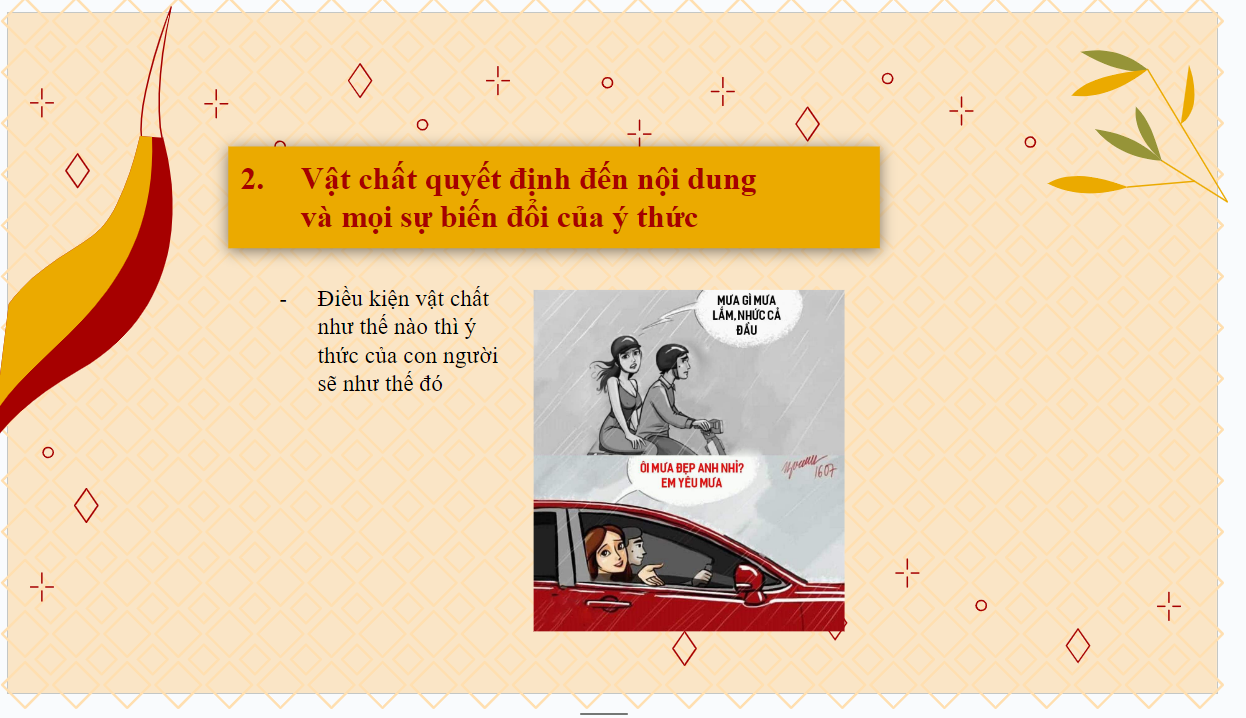 2. Vật chất quyết định đến nội dung
và mọi sự biến đổi của ý thức
- Điều kiện vật chất
như thế nào thì ý
thức của con người
sẽ như thế đó
MƯA GÌ MƯA
LẮM, NHỨC CẢ
ĐẦU
ÔI MƯA ĐẸP ANH NHỈ?
EM YÊU MƯA
1607